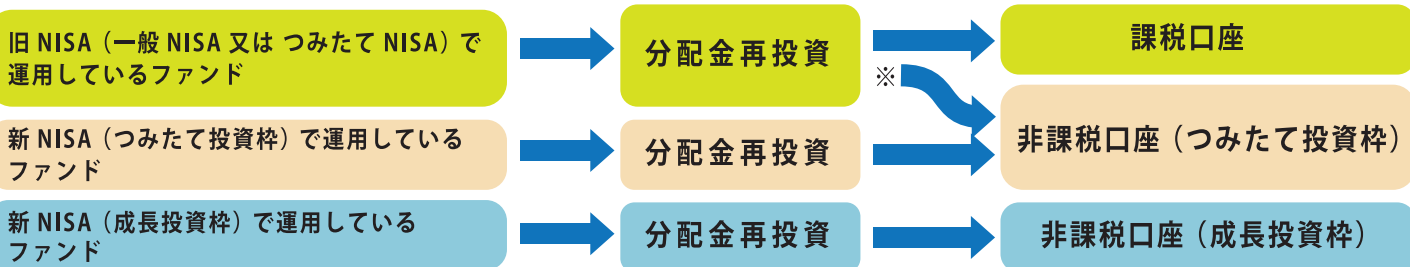 旧 NISA（一般 NISA 又は つみたて NISA）で
運用しているファンド
分配金再投資
課税口座
※
新 NISA（つみたて投資枠）で運用している
ファンド
分配金再投資
非課税口座（つみたて投資枠）
新 NISA（成長投資枠）で運用している
ファンド
分配金再投資
非課税口座（成長投資枠）